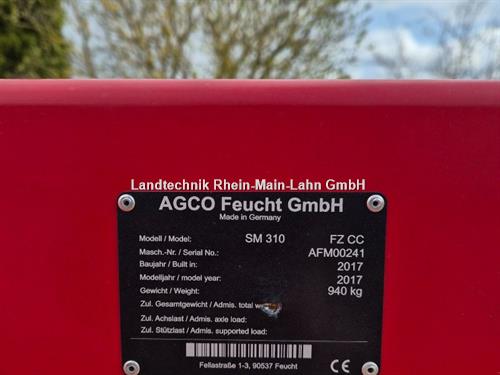 Landtechnik Rhein-Main-Lahn GmbH
AGCO Feucht GmbH
Made in Germany
Modell / Model: SM 310 FZ CC
Masch.-Nr. / Serial No.: AFM00241
Baujahr / Built in: 2017
Modelljahr / model year: 2017
Gewicht / Weight: 940 kg
Zul. Gesamtgewicht / Admis. total
Zul. Achslast / Admis. axle load:
Zul. Stützlast / Admis. supported load:
Fellastraße 1-3, 90537 Feucht
CE